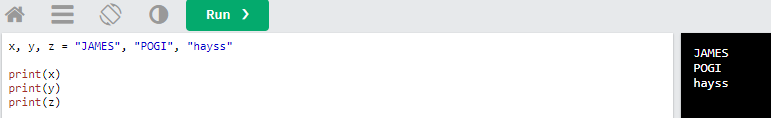 Run ❯
x, y, z = "JAMES", "POGI", "hayss"
print(x)
print(y)
print(z)
JAMES
POGI
hayss